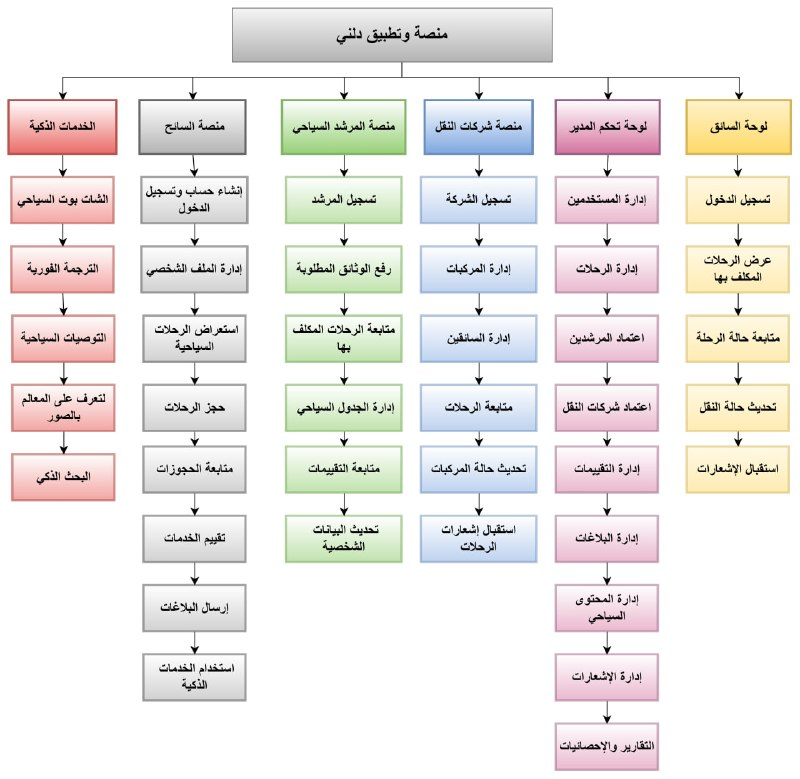 منصة وتطبيق دلني
لوحة السائق
تسجيل الدخول
عرض الرحلات
المكلف بها
متابعة حالة الرحلة
تحديث حالة النقل
استقبال الإشعارات
لوحة تحكم المدير
إدارة المستخدمين
إدارة الرحلات
اعتماد المرشدين
اعتماد شركات النقل
إدارة التقييمات
إدارة البلاغات
إدارة المحتوى
السياحي
إدارة الإشعارات
التقارير والإحصائيات
منصة شركات النقل
تسجيل الشركة
إدارة المركبات
إدارة السائقين
متابعة الرحلات
تحديث حالة المركبات
استقبال إشعارات
الرحلات
منصة المرشد السياحي
تسجيل المرشد
رفع الوثائق المطلوبة
متابعة الرحلات المكلف
بها
إدارة الجدول السياحي
متابعة التقييمات
تحديث البيانات
الشخصية
منصة السائح
إنشاء حساب وتسجيل
الدخول
إدارة الملف الشخصي
استعراض الرحلات
السياحية
حجز الرحلات
متابعة الحجوزات
تقييم الخدمات
إرسال البلاغات
استخدام الخدمات
الذكية
الخدمات الذكية
الشات بوت السياحي
الترجمة الفورية
التوصيات السياحية
لتعرف على المعالم
بالصور
البحث الذكي